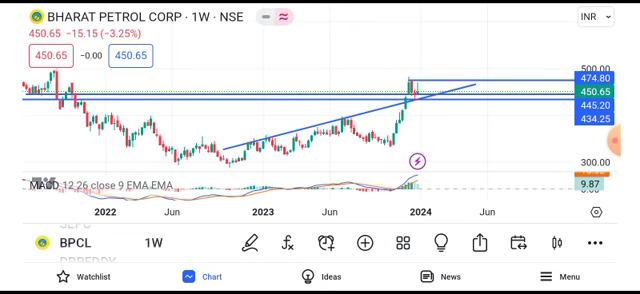 BHARAT PETROL CORP · 1W · NSE
INR
450.65 −15.15 (−3.25%)
450.65 −0.00 450.65
500.00
474.80
450.65
445.20
434.25
300.00
MACD 12 26 close 9 EMA EMA
9.87
2022 Jun 2023 Jun 2024 Jun
BPCL 1W
Watchlist Chart Ideas News Menu